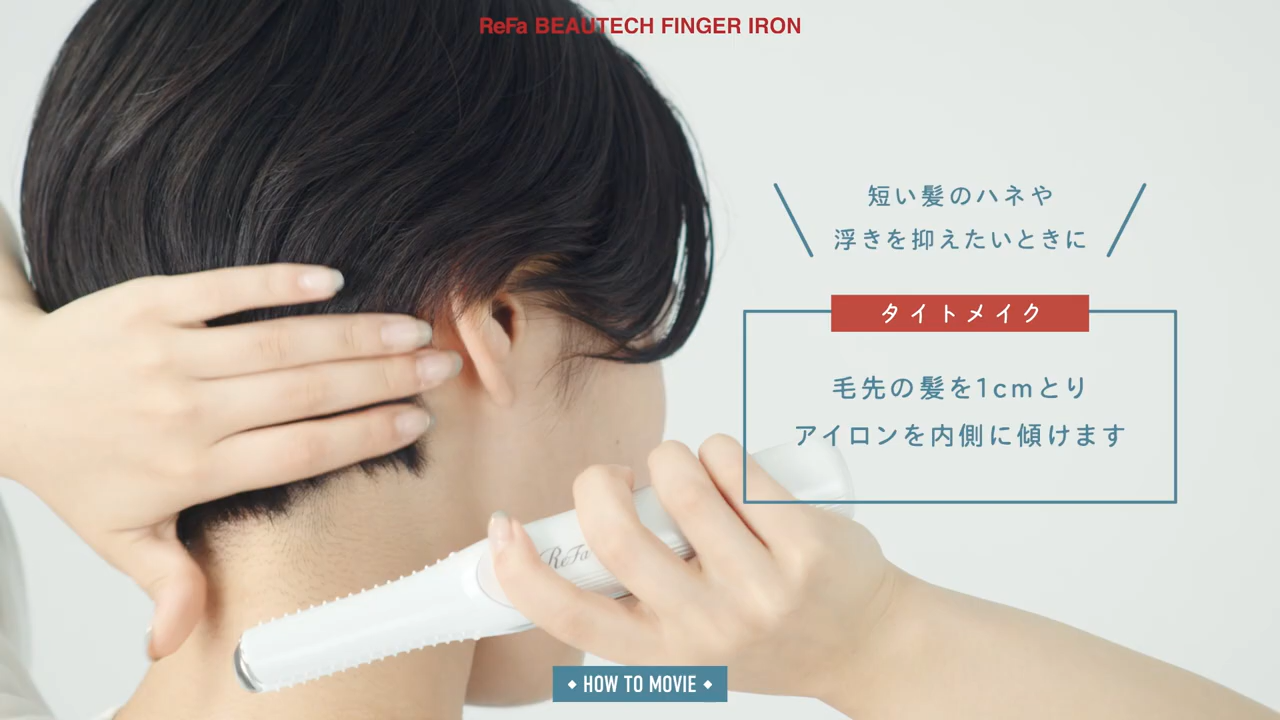 ReFa BEAUTECH FINGER IRON
短い髪のハネや
浮きを抑えたいときに
タイトメイク
毛先の髪を1cmとり
アイロンを内側に傾けます
ReFa
◆ HOW TO MOVIE ◆